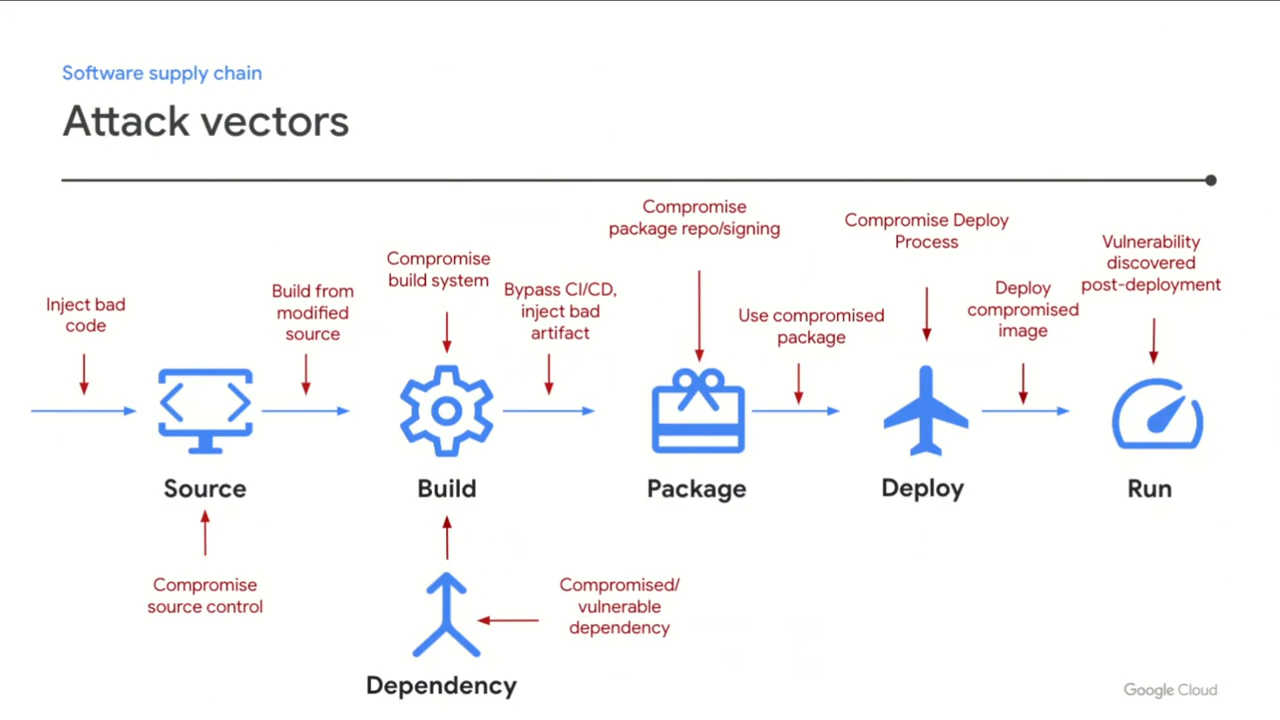 Software supply chain
Attack vectors
Compromise
package repo/signing
Compromise Deploy
Process
Vulnerability
discovered
post-deployment
Compromise
build system
Inject bad
code
Build from
modified
source
Bypass CI/CD,
inject bad
artifact
Use compromised
package
Deploy
compromised
image
Source
Build
Package
Deploy
Run
Compromise
source control
Compromised/
vulnerable
dependency
Dependency
Google Cloud